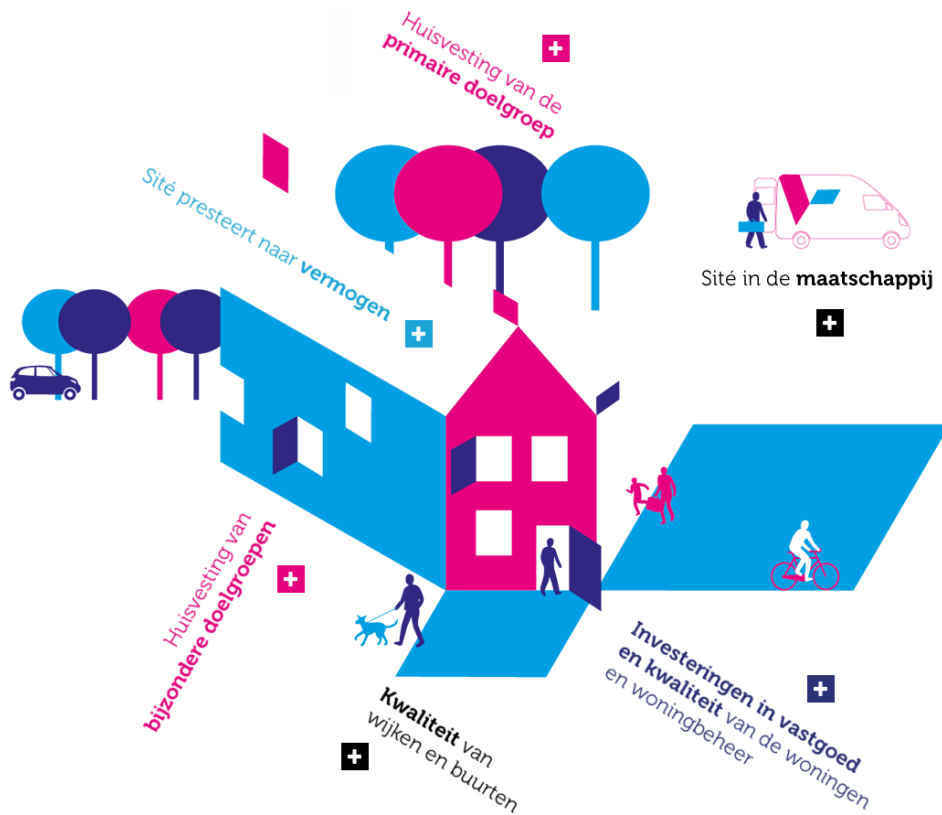 Huisvesting van de
primaire doelgroep
Sité presteert naar vermogen
Sité in de maatschappij
Huisvesting van
bijzondere doelgroepen
Kwaliteit van
wijken en buurten
Investeringen in vastgoed
en kwaliteit van de woningen
en woningbeheer